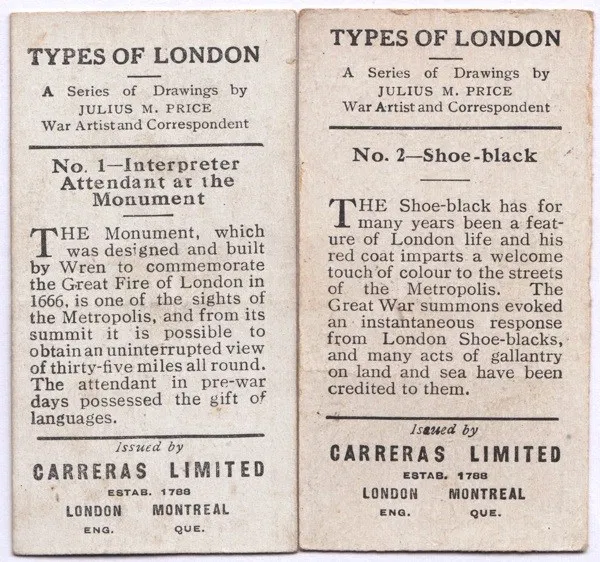 TYPES OF LONDON
A Series of Drawings by
JULIUS M. PRICE
War Artist and Correspondent
No. 1—Interpreter
Attendant at the
Monument
THE Monument, which
was designed and built
by Wren to commemorate
the Great Fire of London in
1666, is one of the sights of
the Metropolis, and from its
summit it is possible to
obtain an uninterrupted view
of thirty-five miles all round.
The attendant in pre-war
days possessed the gift of
languages.
Issued by
CARRERAS LIMITED
ESTAB. 1788
LONDON MONTREAL
ENG. QUE.
TYPES OF LONDON
A Series of Drawings by
JULIUS M. PRICE
War Artist and Correspondent
No. 2—Shoe-black
THE Shoe-black has for
many years been a feat-
ure of London life and his
red coat imparts a welcome
touch of colour to the streets
of the Metropolis. The
Great War summons evoked
an instantaneous response
from London Shoe-blacks,
and many acts of gallantry
on land and sea have been
credited to them.
Issued by
CARRERAS LIMITED
ESTAB. 1788
LONDON MONTREAL
ENG. QUE.